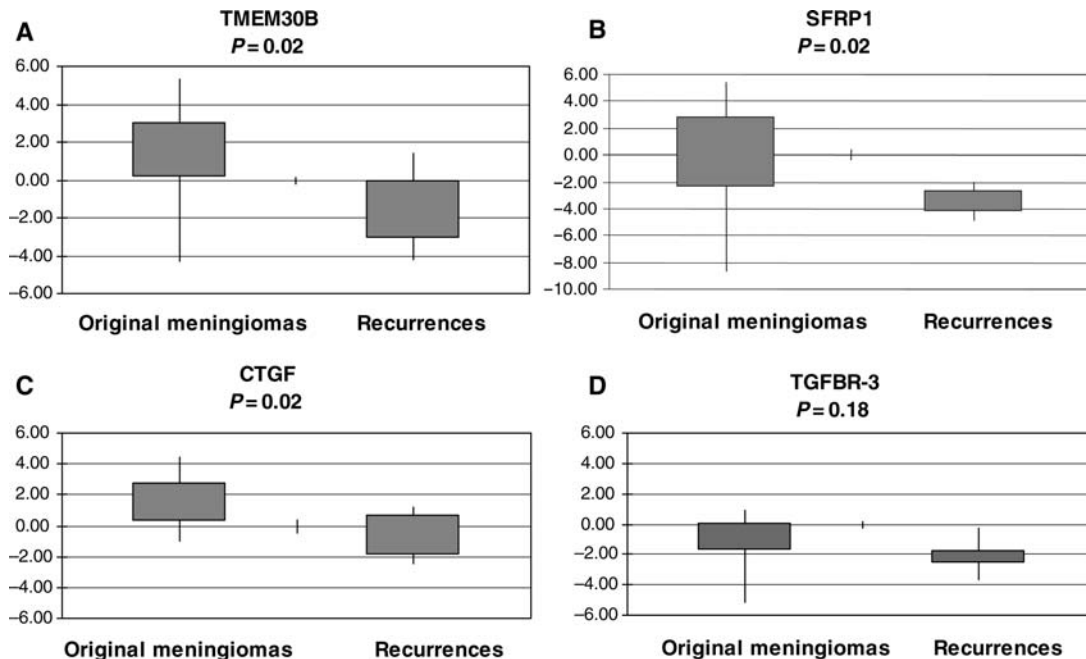 A
TMEM30B
P = 0.02
6.00
4.00
2.00
0.00
−2.00
−4.00
−6.00
Original meningiomas Recurrences
B
SFRP1
P = 0.02
6.00
4.00
2.00
0.00
−2.00
−4.00
−6.00
−8.00
−10.00
Original meningiomas Recurrences
C
CTGF
P = 0.02
6.00
4.00
2.00
0.00
−2.00
−4.00
−6.00
Original meningiomas Recurrences
D
TGFBR-3
P = 0.18
6.00
4.00
2.00
0.00
−2.00
−4.00
−6.00
Original meningiomas Recurrences